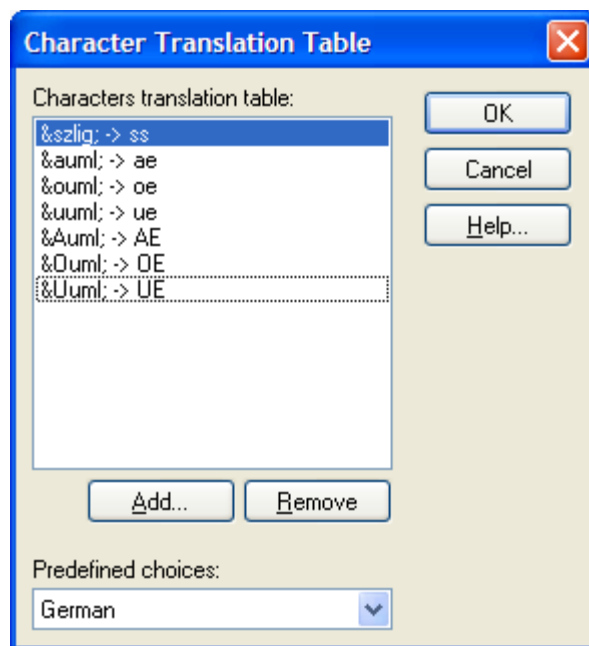 Character Translation Table
Characters translation table:
&szlig; -> ss
&auml; -> ae
&ouml; -> oe
&uuml; -> ue
&Auml; -> AE
&Ouml; -> OE
&Uuml; -> UE
OK
Cancel
Help...
Add...
Remove
Predefined choices:
German